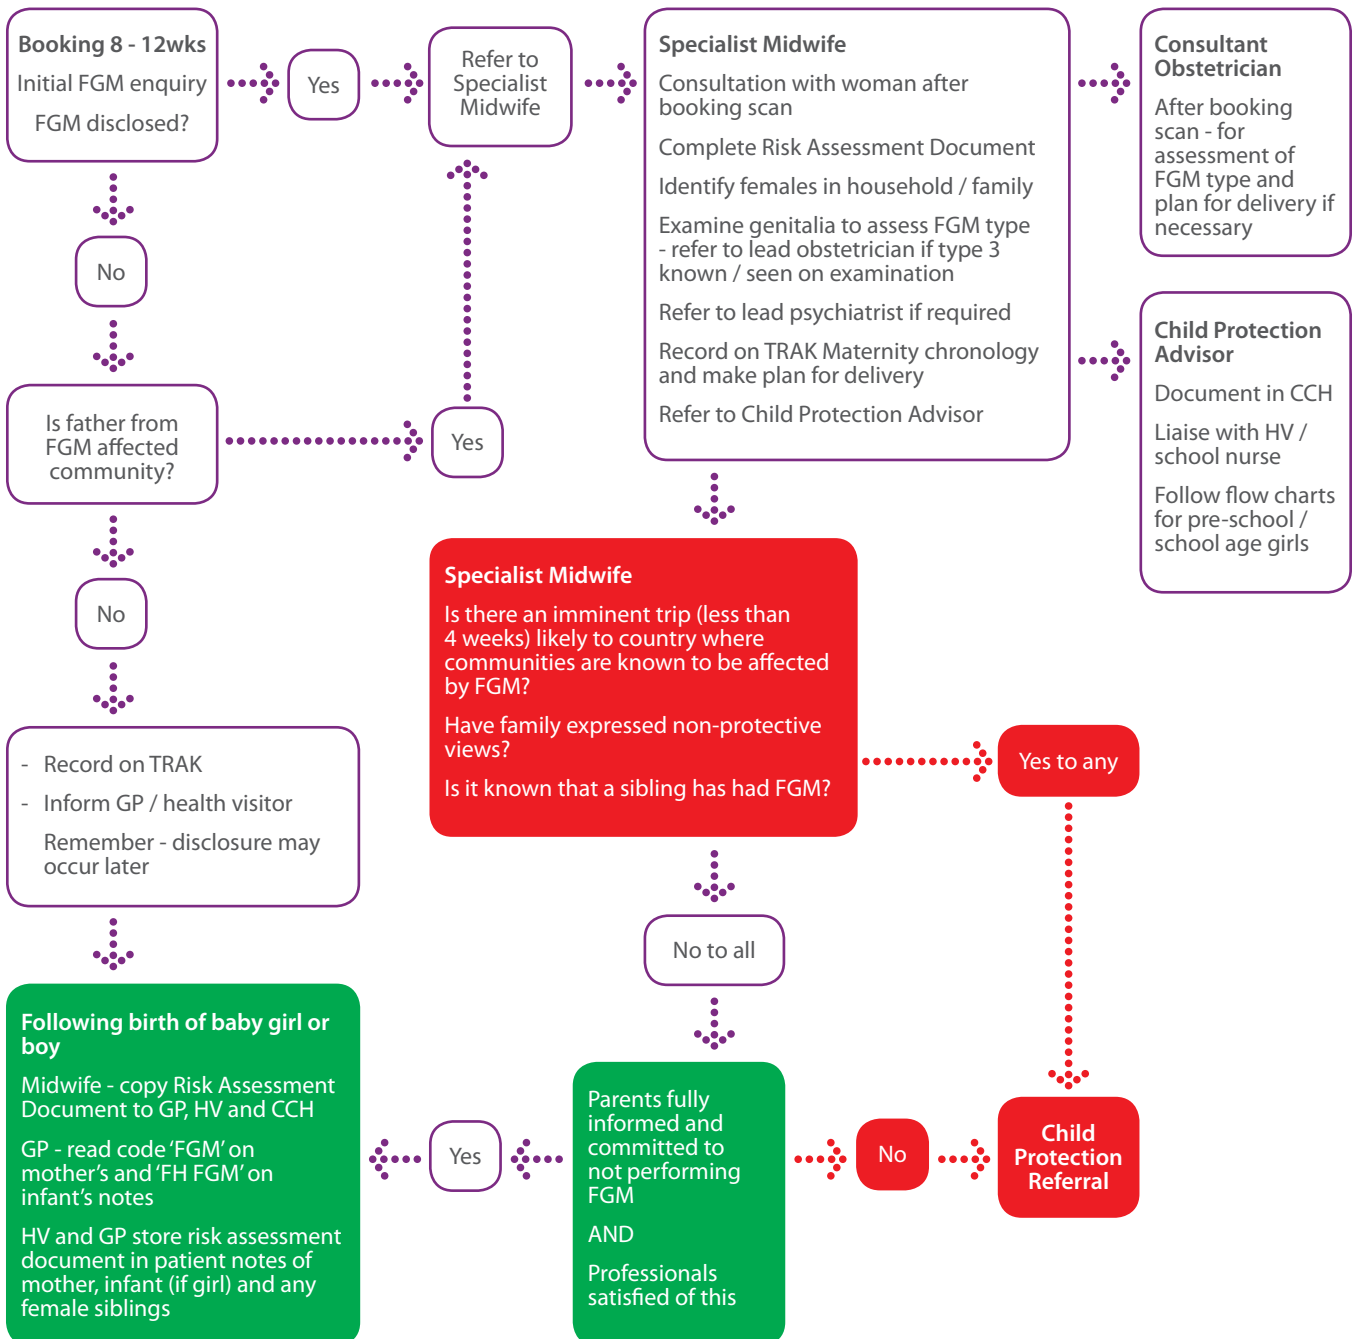 Booking 8 - 12wks
Initial FGM enquiry
FGM disclosed?
Yes
Refer to
Specialist
Midwife
Specialist Midwife
Consultation with woman after
booking scan
Complete Risk Assessment Document
Identify females in household / family
Examine genitalia to assess FGM type
- refer to lead obstetrician if type 3
known / seen on examination
Refer to lead psychiatrist if required
Record on TRAK Maternity chronology
and make plan for delivery
Refer to Child Protection Advisor
Consultant
Obstetrician
After booking
scan - for
assessment of
FGM type and
plan for delivery if
necessary
Child Protection
Advisor
Document in CCH
Liaise with HV /
school nurse
Follow flow charts
for pre-school /
school age girls
No
Is father from
FGM affected
community?
Yes
No
- Record on TRAK
- Inform GP / health visitor
Remember - disclosure may
occur later
Specialist Midwife
Is there an imminent trip (less than
4 weeks) likely to country where
communities are known to be affected
by FGM?
Have family expressed non-protective
views?
Is it known that a sibling has had FGM?
Yes to any
No to all
Following birth of baby girl or
boy
Midwife - copy Risk Assessment
Document to GP, HV and CCH
GP - read code ‘FGM’ on
mother’s and ‘FH FGM’ on
infant’s notes
HV and GP store risk assessment
document in patient notes of
mother, infant (if girl) and any
female siblings
Yes
Parents fully
informed and
committed to
not performing
FGM
AND
Professionals
satisfied of this
No
Child
Protection
Referral